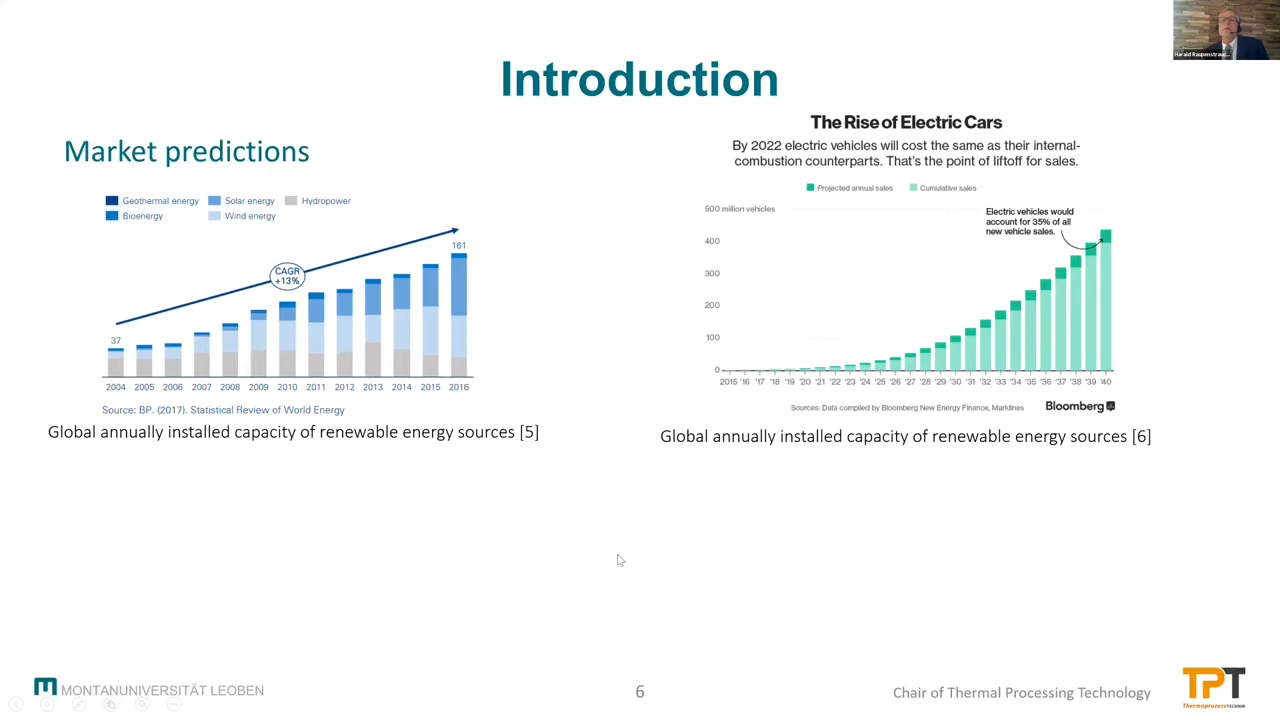 Harald Raupenstrauc...
Introduction
Market predictions
Geothermal energy
Solar energy
Hydropower
Bioenergy
Wind energy
161
CAGR
+13%
37
2004 2005 2006 2007 2008 2009 2010 2011 2012 2013 2014 2015 2016
Source: BP. (2017). Statistical Review of World Energy
Global annually installed capacity of renewable energy sources [5]
The Rise of Electric Cars
By 2022 electric vehicles will cost the same as their internal-
combustion counterparts. That's the point of liftoff for sales.
Projected annual sales
Cumulative sales
500 million vehicles
Electric vehicles would
account for 35% of all
new vehicle sales.
400
300
200
100
0
2015 '16 '17 '18 '19 '20 '21 '22 '23 '24 '25 '26 '27 '28 '29 '30 '31 '32 '33 '34 '35 '36 '37 '38 '39 '40
Sources: Data compiled by Bloomberg New Energy Finance, Marklines
Bloomberg
Global annually installed capacity of renewable energy sources [6]
MONTANUNIVERSITÄT LEOBEN
6
Chair of Thermal Processing Technology
TPT
ThermoprozessTECHNIK